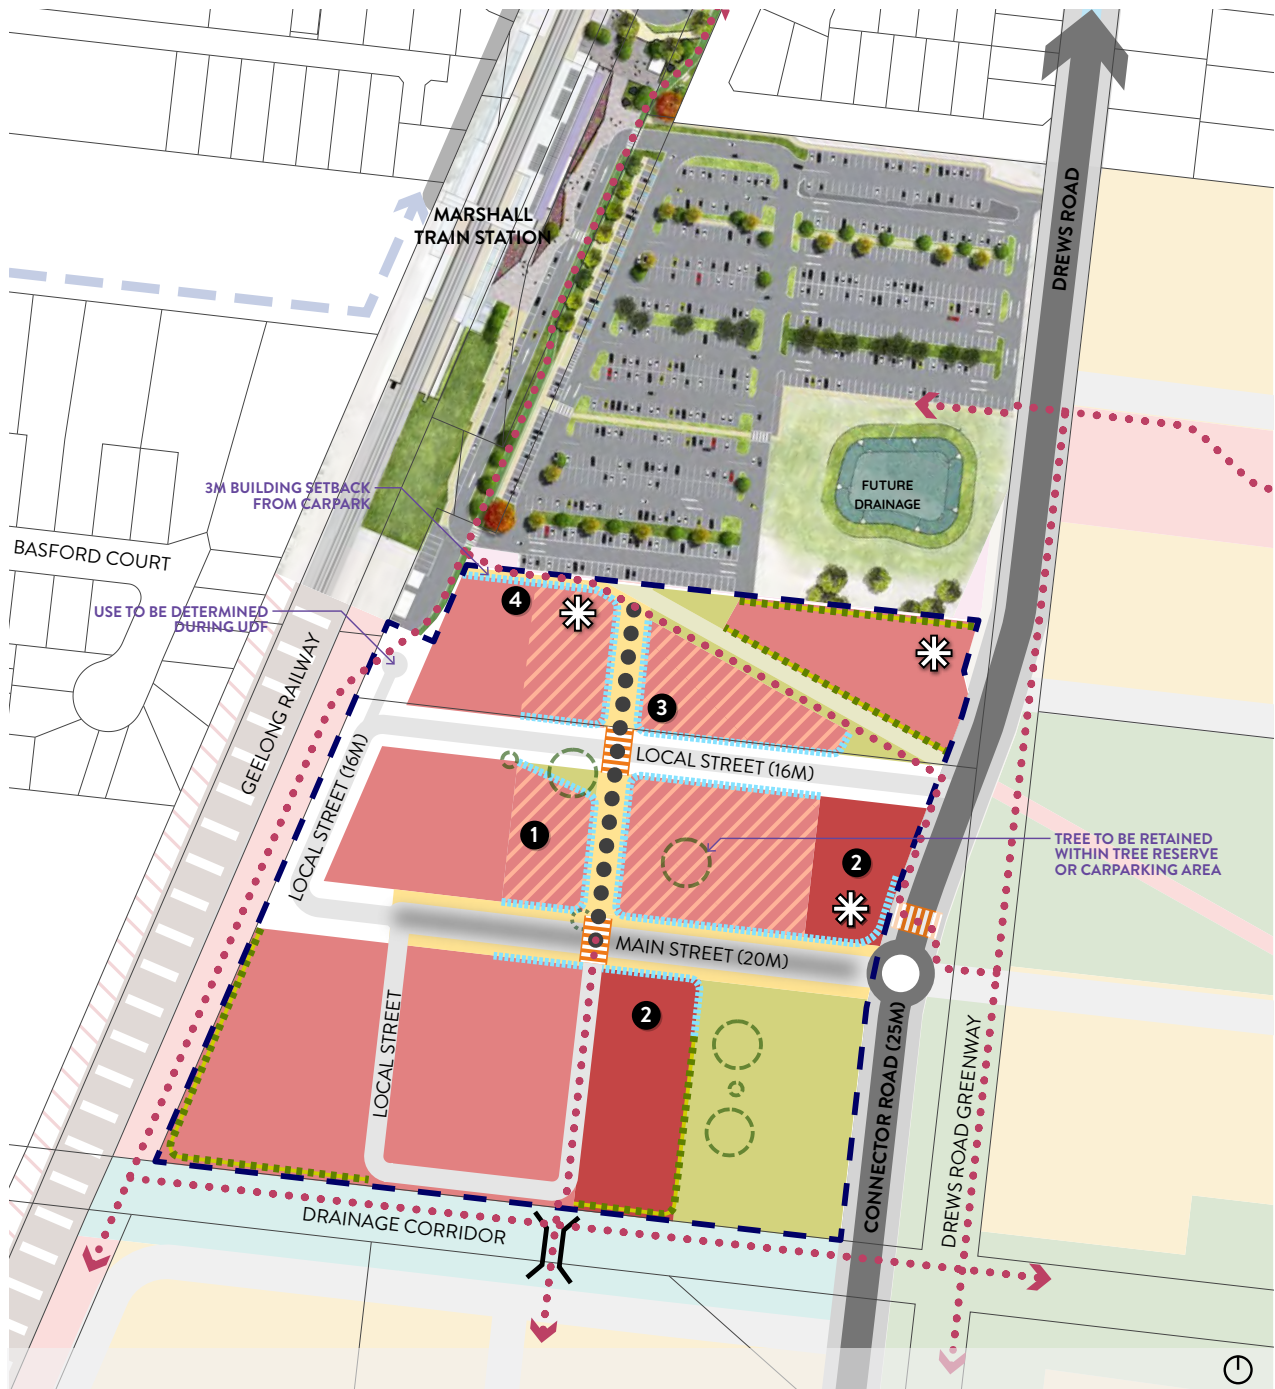 DREWS ROAD
MARSHALL
TRAIN STATION
FUTURE
DRAINAGE
3M BUILDING SETBACK
FROM CARPARK
BASFORD COURT
USE TO BE DETERMINED
DURING UDF
4
GEELONG RAILWAY
3
LOCAL STREET (16M)
LOCAL STREET (16M)
1
2
TREE TO BE RETAINED
WITHIN TREE RESERVE
OR CARPARKING AREA
MAIN STREET (20M)
2
LOCAL STREET
CONNECTOR ROAD (25M)
DREWS ROAD GREENWAY
DRAINAGE CORRIDOR